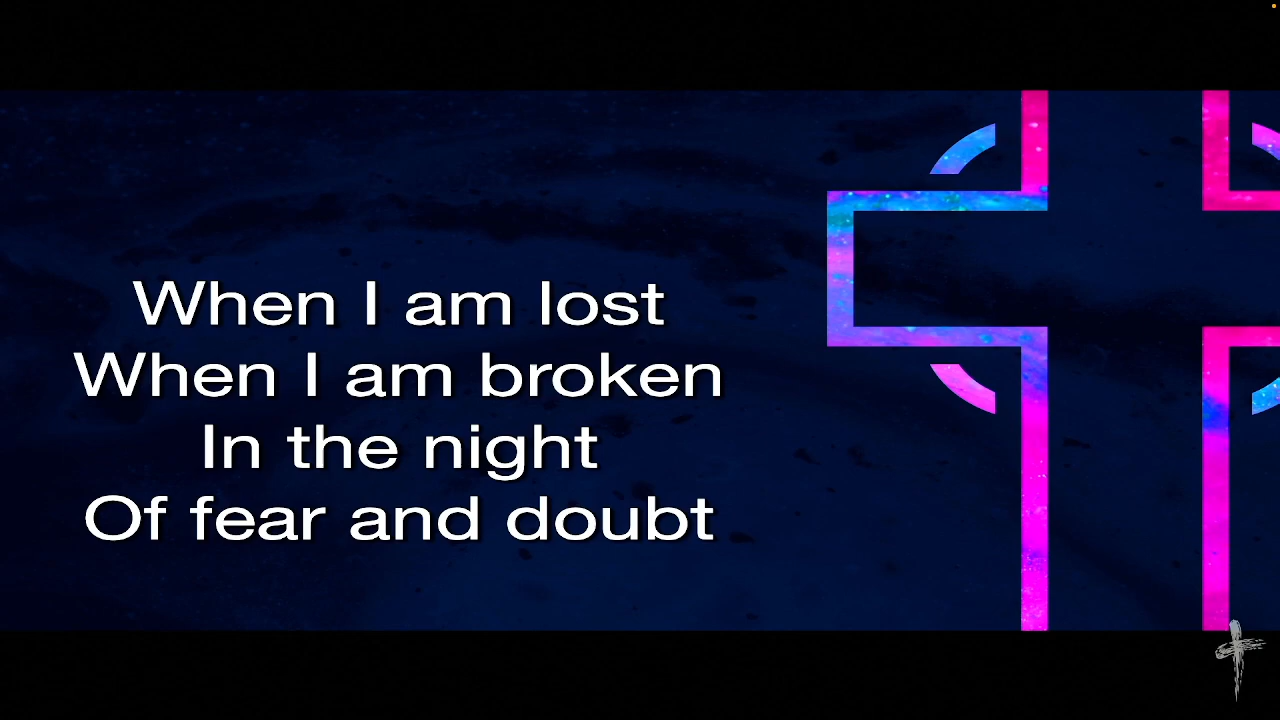 When I am lost
When I am broken
In the night
Of fear and doubt